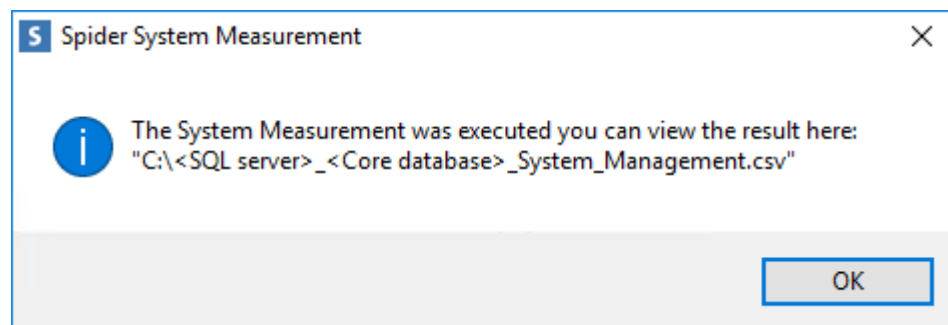 S Spider System Measurement
The System Measurement was executed you can view the result here:
"C:\<SQL server>_<Core database>_System_Management.csv"
OK